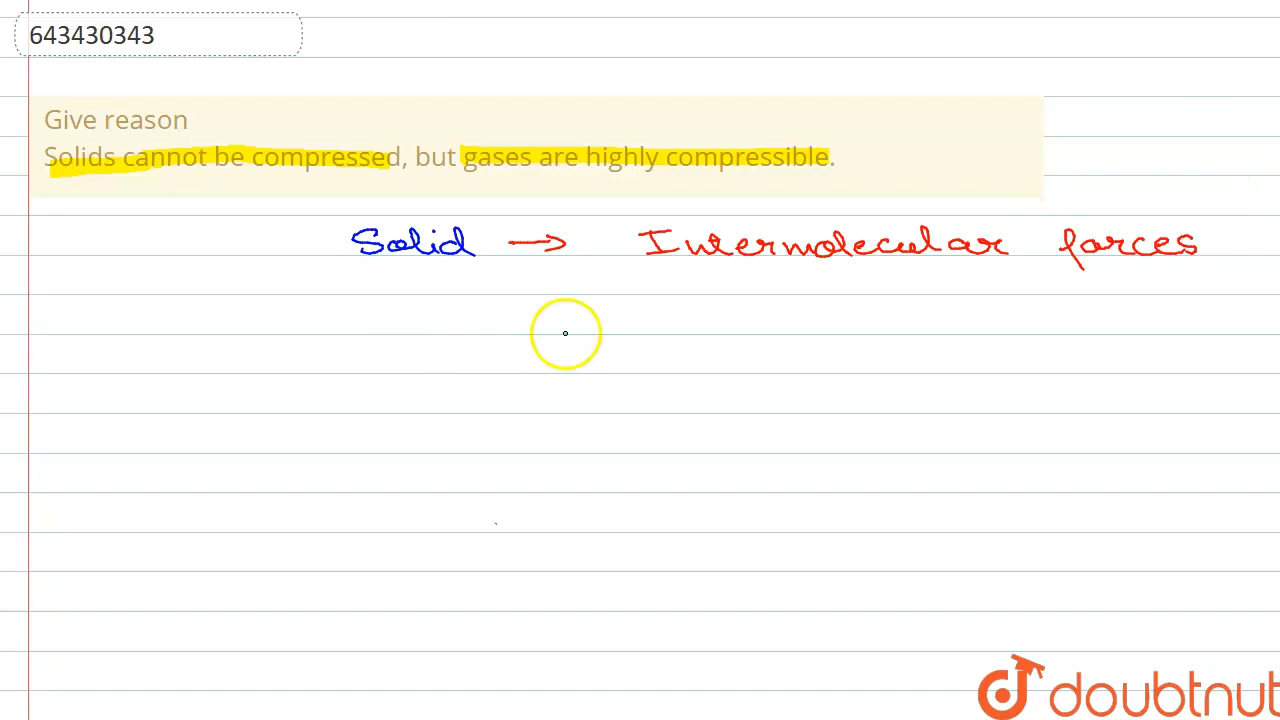 643430343
Give reason
Solids cannot be compressed, but gases are highly compressible.
Solid → Intermolecular forces
doubtnut